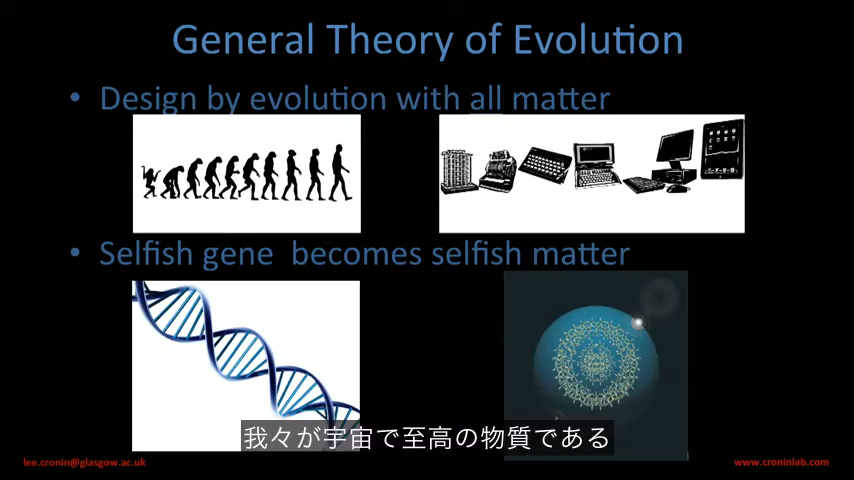 General Theory of Evolution
• Design by evolution with all matter
• Selfish gene  becomes selfish matter
我々が宇宙で至高の物質である
lee.cronin@glasgow.ac.uk
www.croninlab.com